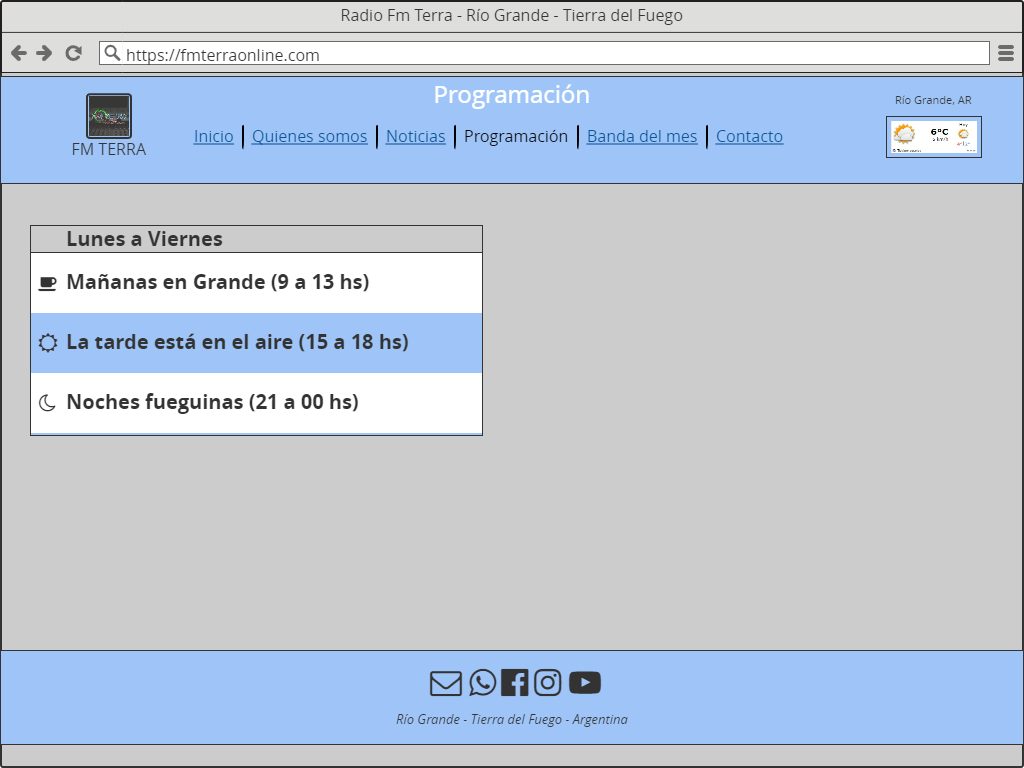 Radio Fm Terra - Río Grande - Tierra del Fuego
https://fmterraonline.com
Programación
Río Grande, AR
FM TERRA
Inicio | Quienes somos | Noticias | Programación | Banda del mes | Contacto
6°C
Lunes a Viernes
Mañanas en Grande (9 a 13 hs)
La tarde está en el aire (15 a 18 hs)
Noches fueguinas (21 a 00 hs)
Río Grande - Tierra del Fuego - Argentina